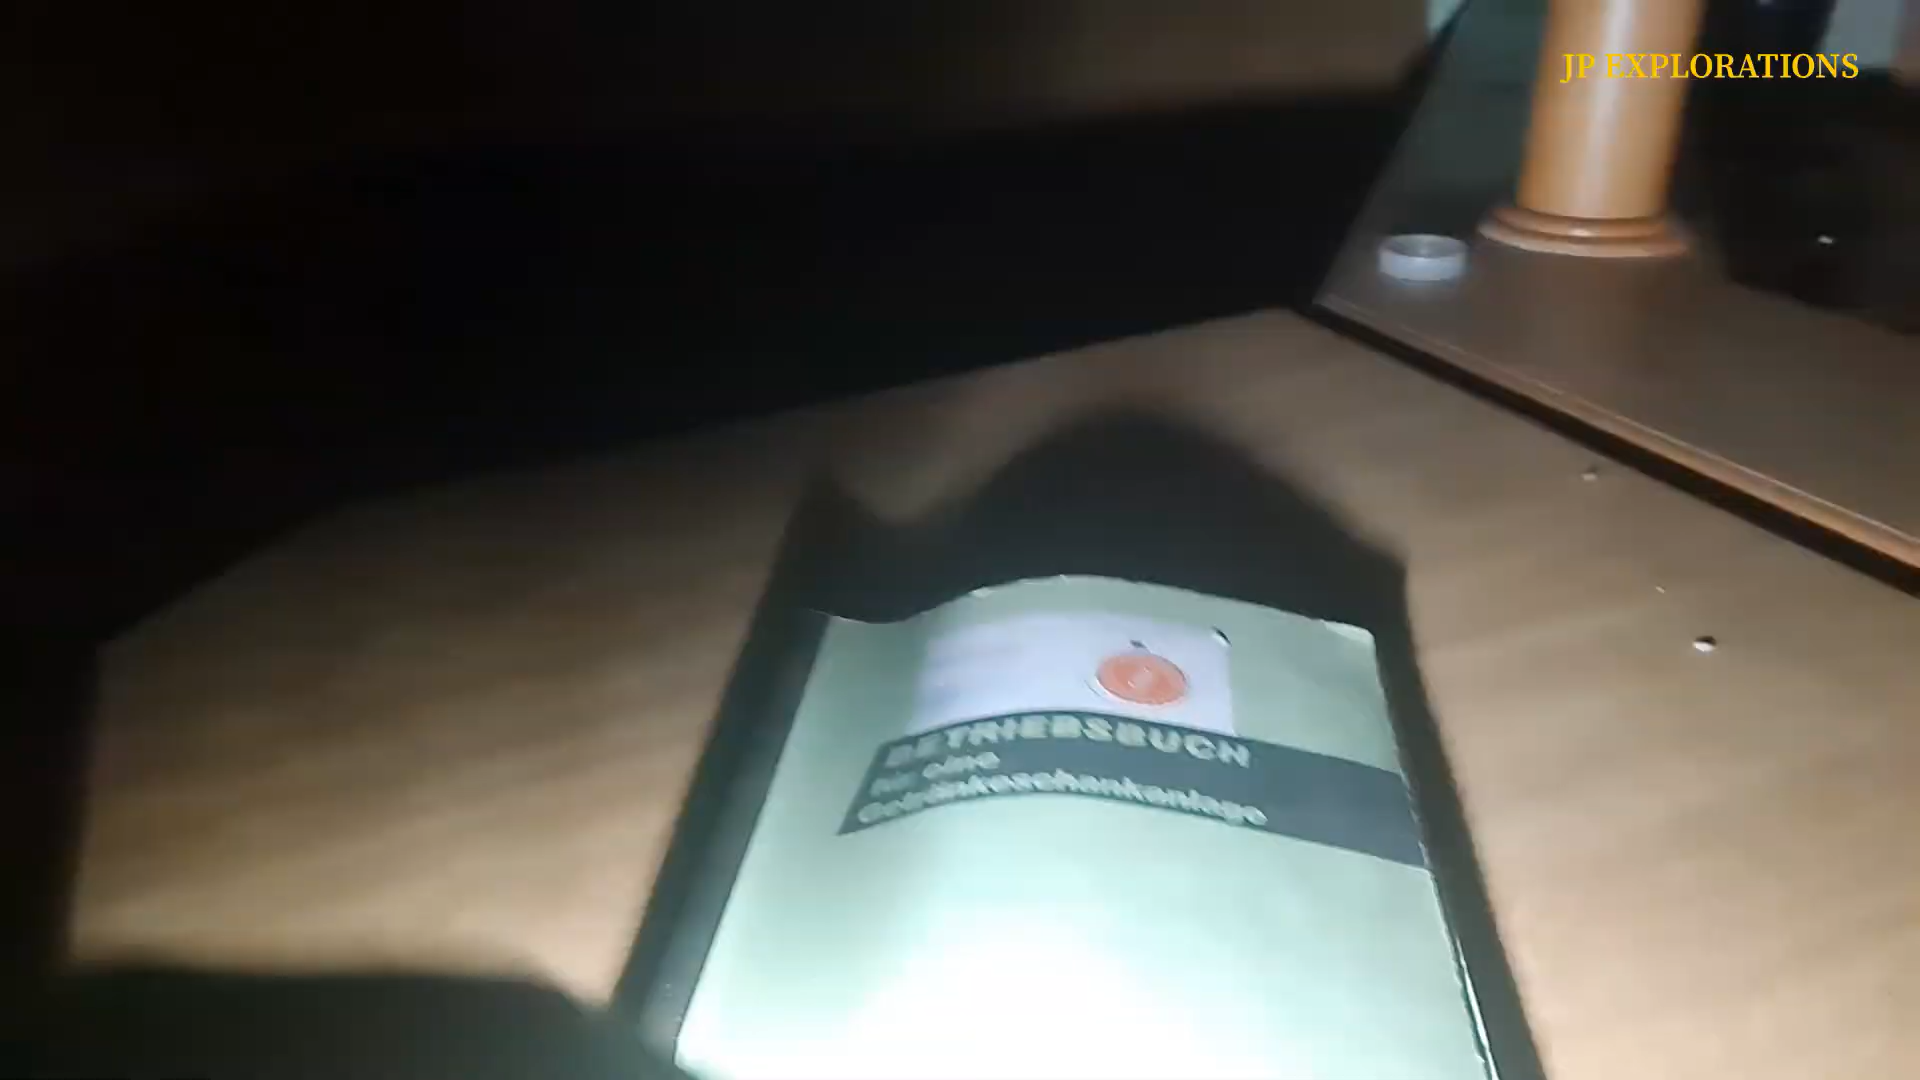 JP EXPLORATIONS
BETRIEBSBUCH
für eine
Getränkeschankanlage